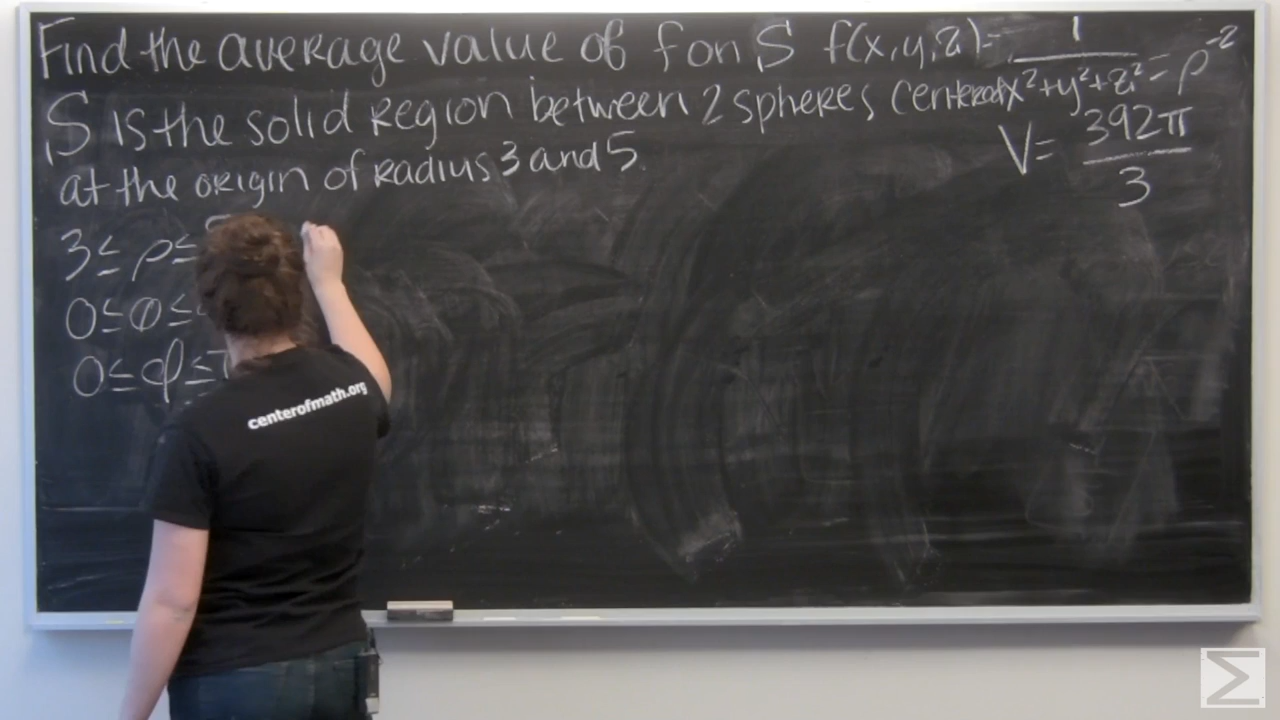 Find the average value of f on S f(x,y,z)= 1/(x²+y²+z²) = ρ⁻²
S is the solid region between 2 spheres centered
at the origin of radius 3 and 5.
V = 392π/3
3 ≤ ρ ≤
0 ≤ θ ≤
0 ≤ φ ≤
centerofmath.org
Σ